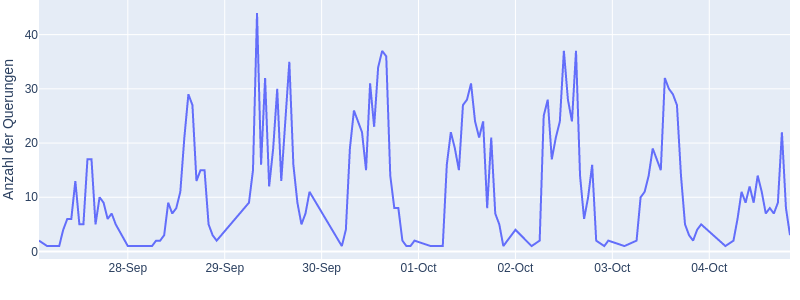 Anzahl der Querungen
40
30
20
10
0
28-Sep
29-Sep
30-Sep
01-Oct
02-Oct
03-Oct
04-Oct